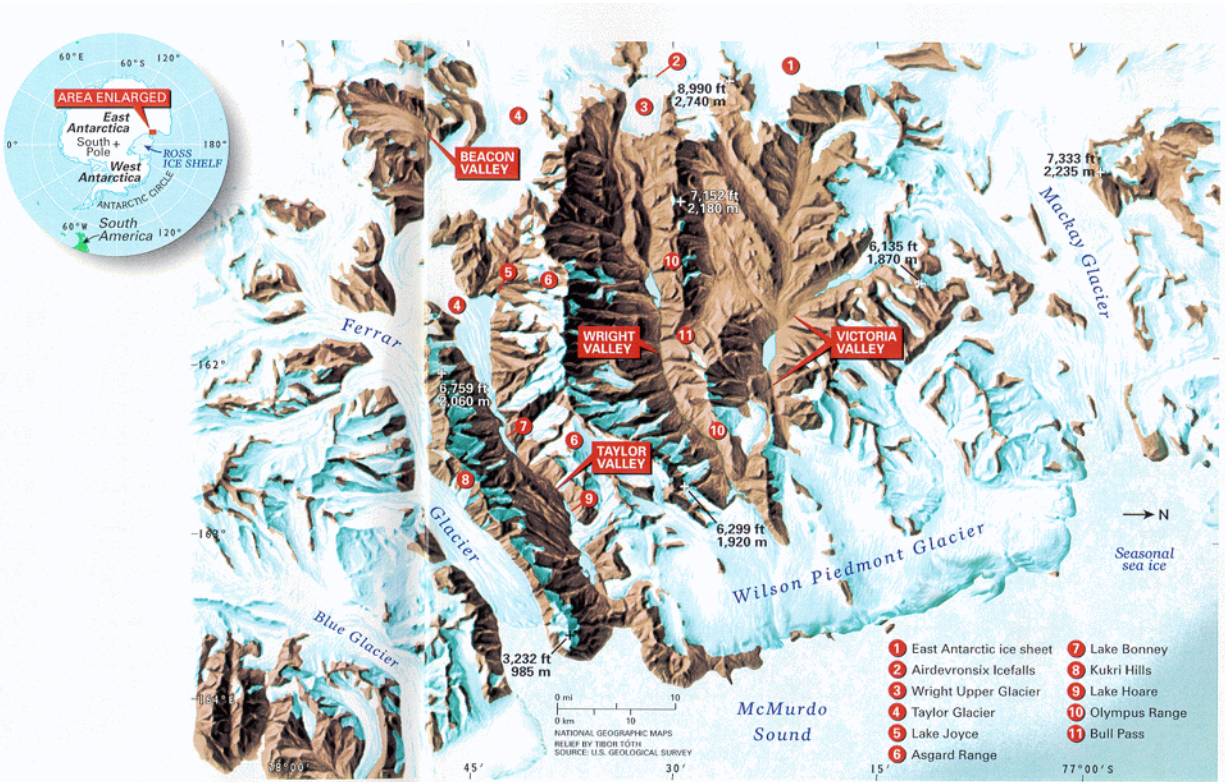 60°E
60°S
120°
AREA ENLARGED
East
Antarctica
South
Pole
0°
180°
ROSS
ICE SHELF
West
Antarctica
ANTARCTIC CIRCLE
60°W
South
America
120°
2
1
8,990 ft
2,740 m
3
4
BEACON
VALLEY
7,333 ft
2,235 m
7,152 ft
2,180 m
Mackay Glacier
6,135 ft
1,870 m
10
5
6
4
Ferrar
WRIGHT
VALLEY
11
VICTORIA
VALLEY
162°
6,759 ft
2,060 m
7
6
10
TAYLOR
VALLEY
8
9
Glacier
6,299 ft
1,920 m
N
163°
Seasonal
sea ice
Wilson Piedmont Glacier
Blue Glacier
3,232 ft
985 m
164°E
0 mi 10
0 km 10
NATIONAL GEOGRAPHIC MAPS
RELIEF BY TIBOR TÓTH
SOURCE: U.S. GEOLOGICAL SURVEY
McMurdo
Sound
1 East Antarctic ice sheet
2 Airdevronsix Icefalls
3 Wright Upper Glacier
4 Taylor Glacier
5 Lake Joyce
6 Asgard Range
7 Lake Bonney
8 Kukri Hills
9 Lake Hoare
10 Olympus Range
11 Bull Pass
78°00'
45'
30'
15'
77°00'S